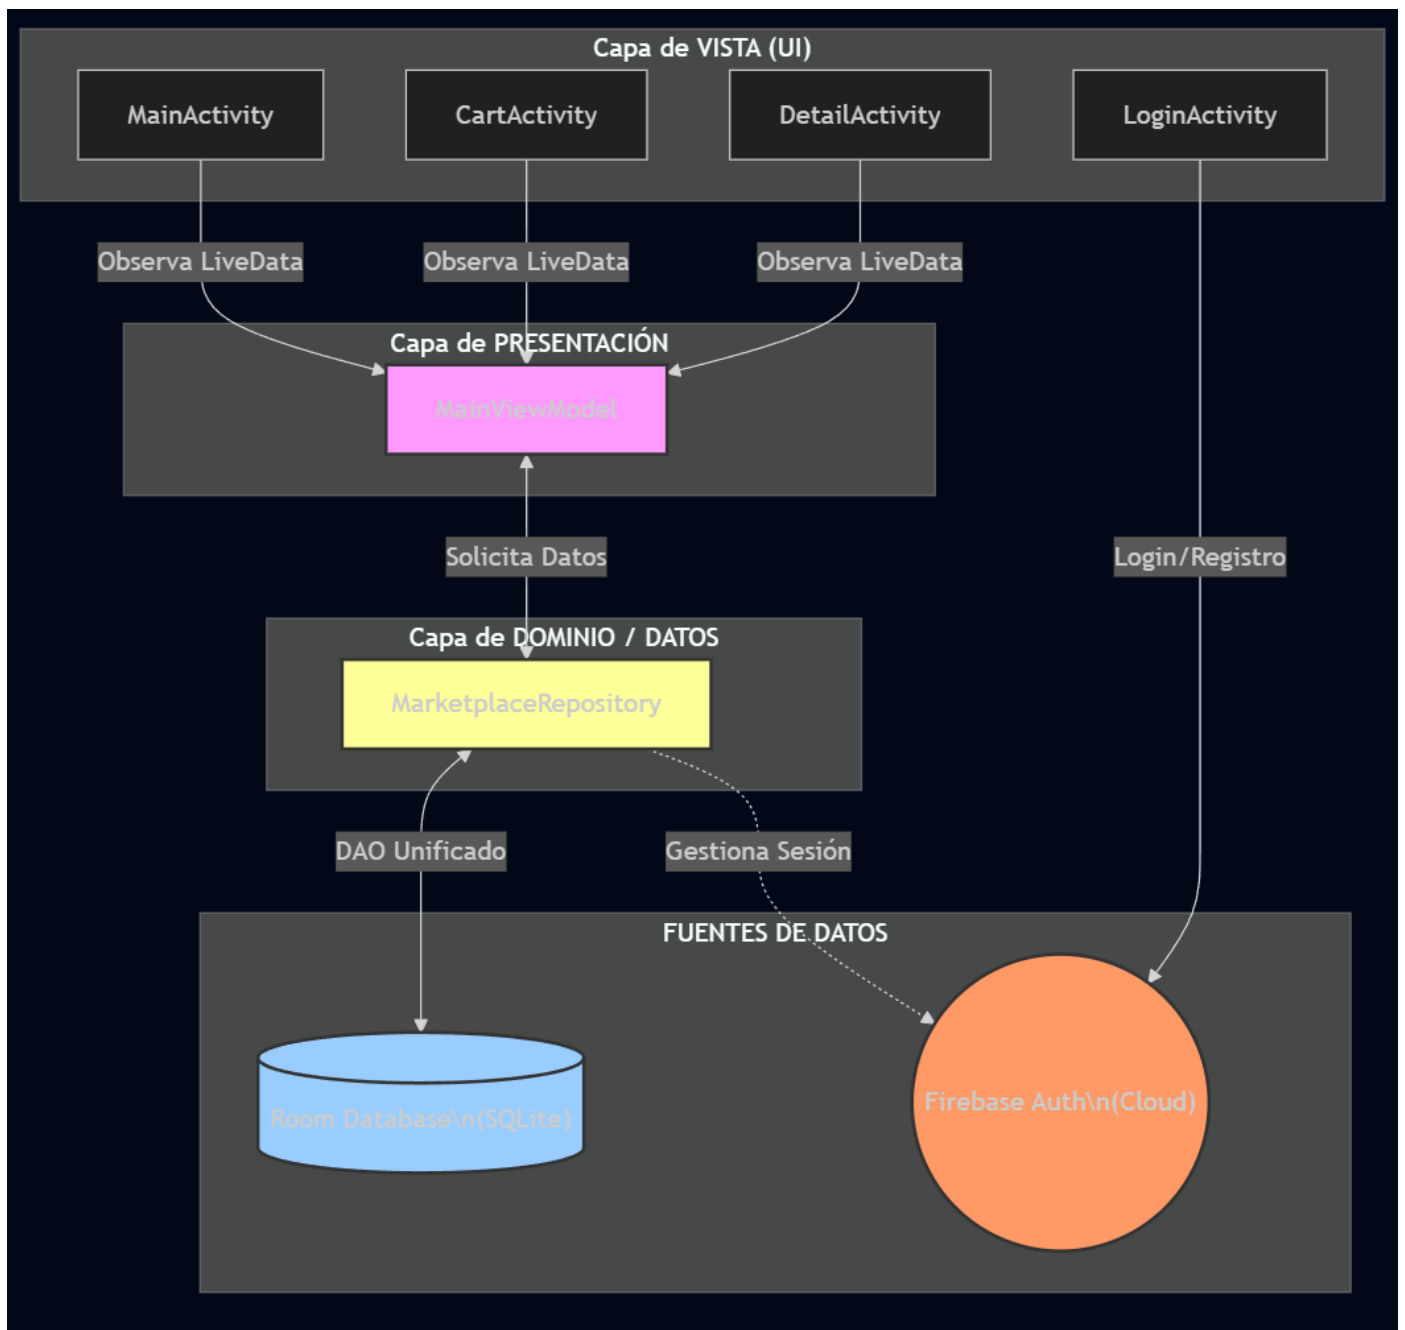 Capa de VISTA (UI)
MainActivity
CartActivity
DetailActivity
LoginActivity
Observa LiveData
Observa LiveData
Observa LiveData
Capa de PRESENTACIÓN
MainViewModel
Solicita Datos
Login/Registro
Capa de DOMINIO / DATOS
MarketplaceRepository
DAO Unificado
Gestiona Sesión
FUENTES DE DATOS
Room Database\n(SQLite)
Firebase Auth\n(Cloud)